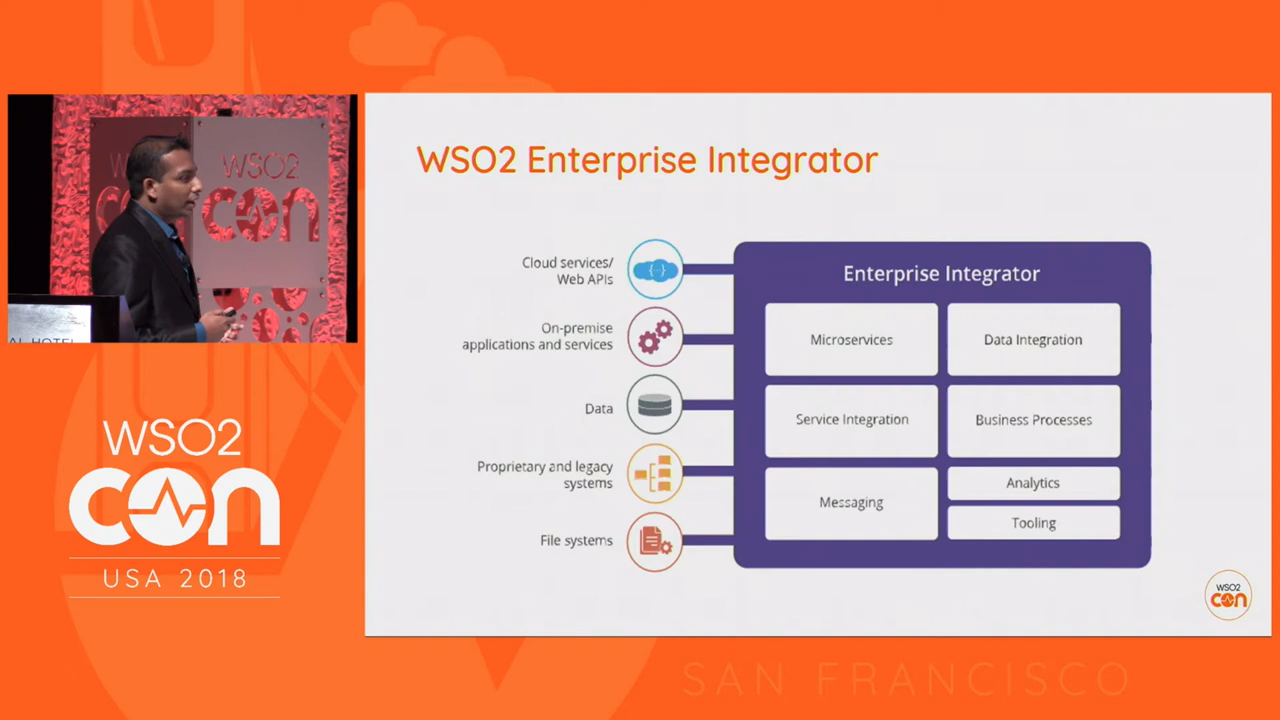 WSO2 Enterprise Integrator
Cloud services/
Web APIs
On-premise
applications and services
Data
Proprietary and legacy
systems
File systems
Enterprise Integrator
Microservices
Data Integration
Service Integration
Business Processes
Messaging
Analytics
Tooling
WSO2
con
WSO2
con
AL HOTEL
WSO2
con
USA 2018
SAN FRANCISCO